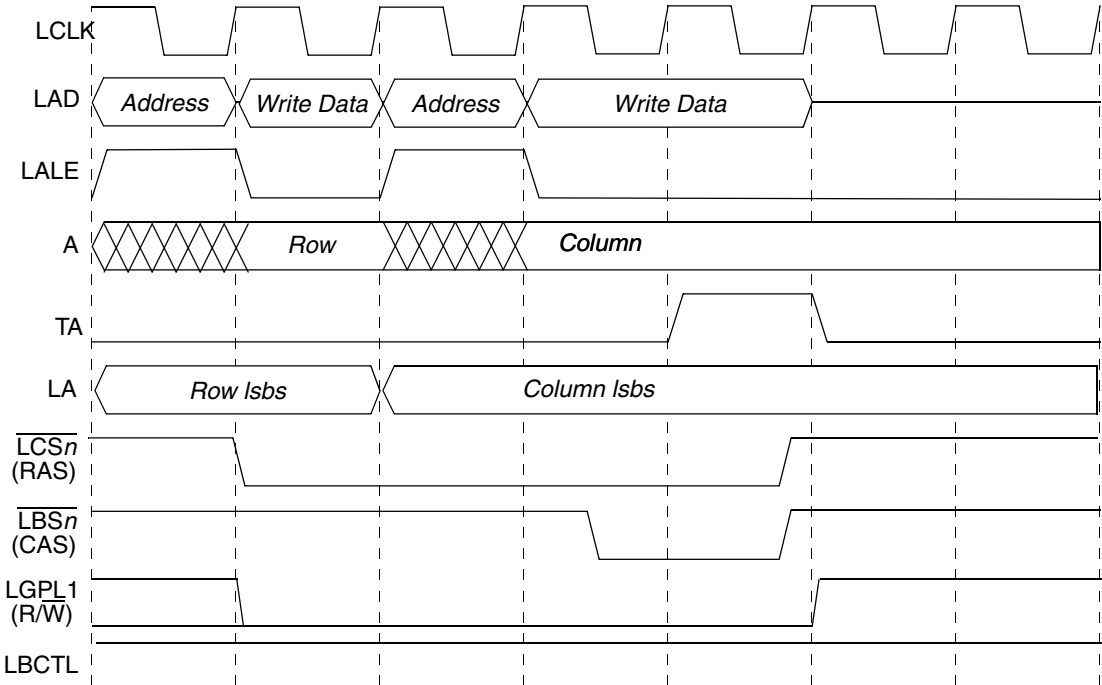 LCLK
LAD Address Write Data Address Write Data
LALE
A Row Column
TA
LA Row lsbs Column lsbs
LCSn
(RAS)
LBSn
(CAS)
LGPL1
(R/W)
LBCTL